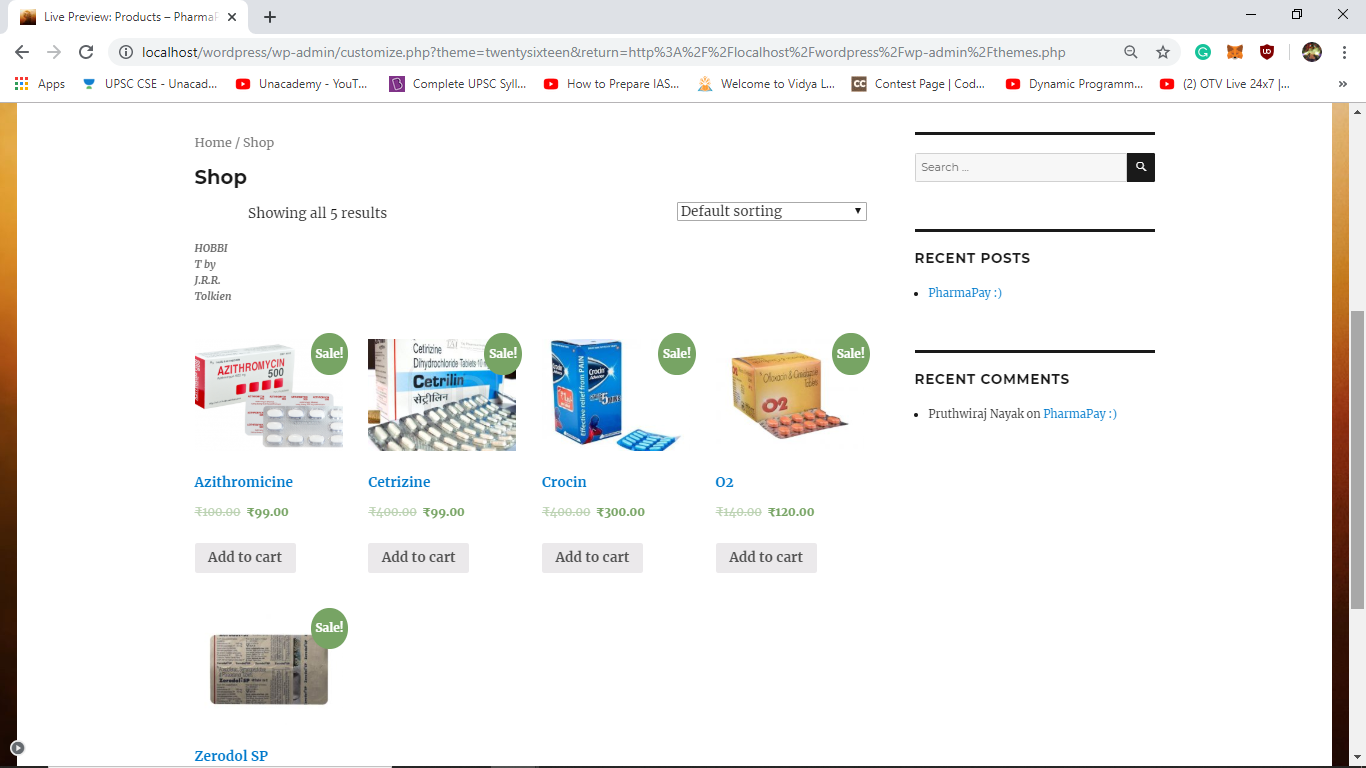 Live Preview: Products – PharmaP
localhost/wordpress/wp-admin/customize.php?theme=twentysixteen&return=http%3A%2F%2Flocalhost%2Fwordpress%2Fwp-admin%2Fthemes.php
Apps
UPSC CSE - Unacad...
Unacademy - YouT...
Complete UPSC Syll...
How to Prepare IAS...
Welcome to Vidya L...
CC
Contest Page | Cod...
Dynamic Programm...
(2) OTV Live 24x7 |...
»
Home / Shop
Shop
Showing all 5 results
Default sorting
HOBBI
T by
J.R.R.
Tolkien
Sale!
AZITHROMYCIN
500
Azithromicine
₹100.00 ₹99.00
Add to cart
Sale!
Cetrizine
Dihydrochloride Tablets 10
Cetrilin
सेट्रीलिन
Cetrizine
₹400.00 ₹99.00
Add to cart
Sale!
Crocin
Effective relief from PAIN
5 MINS
Crocin
₹400.00 ₹300.00
Add to cart
Sale!
Ofloxacin & Ornidazole
Tablets
O2
O2
₹140.00 ₹120.00
Add to cart
Sale!
Zerodol SP
Zerodol SP
Search ...
RECENT POSTS
PharmaPay :)
RECENT COMMENTS
Pruthwiraj Nayak on PharmaPay :)